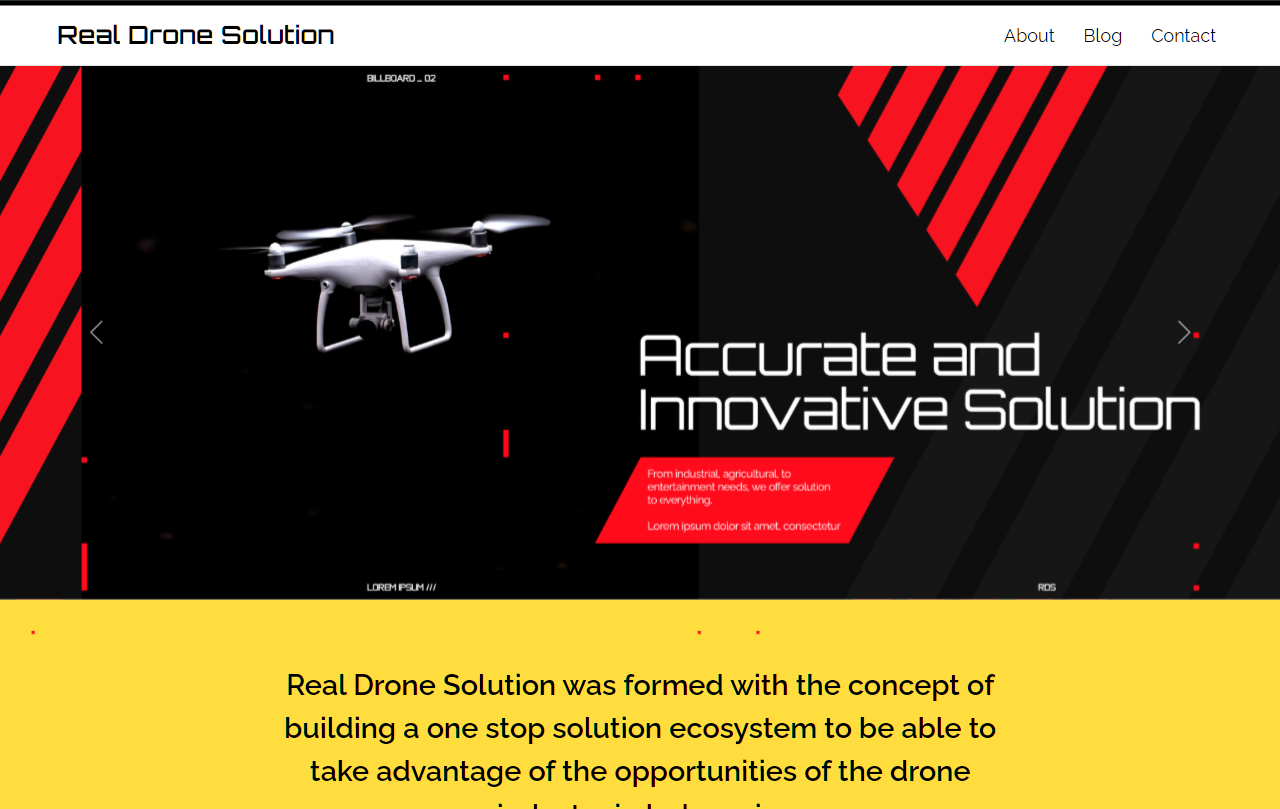 Real Drone Solution
About
Blog
Contact
BILLBOARD _ 02
Accurate and
Innovative Solution
From industrial, agricultural, to
entertainment needs, we offer solution
to everything.
Lorem ipsum dolor sit amet, consectetur
LOREM IPSUM ///
RDS
Real Drone Solution was formed with the concept of
building a one stop solution ecosystem to be able to
take advantage of the opportunities of the drone